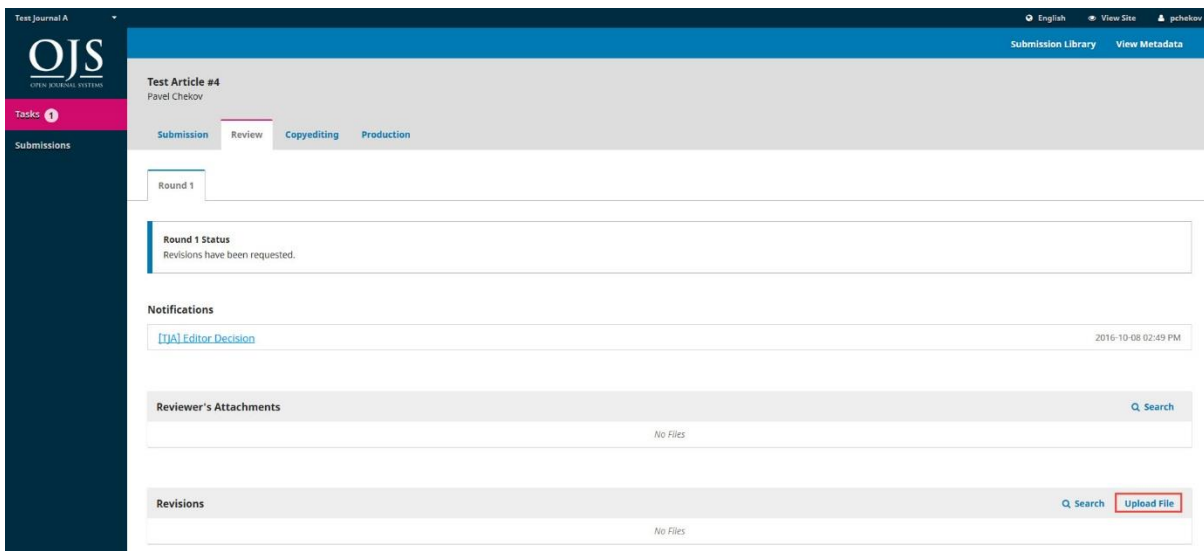 Test Journal A
English
View Site
pchekov
OJS
OPEN JOURNAL SYSTEMS
Submission Library
View Metadata
Test Article #4
Pavel Chekov
Tasks 1
Submissions
Submission
Review
Copyediting
Production
Round 1
Round 1 Status
Revisions have been requested.
Notifications
[TJA] Editor Decision
2016-10-08 02:49 PM
Reviewer's Attachments
Search
No Files
Revisions
Search
Upload File
No Files